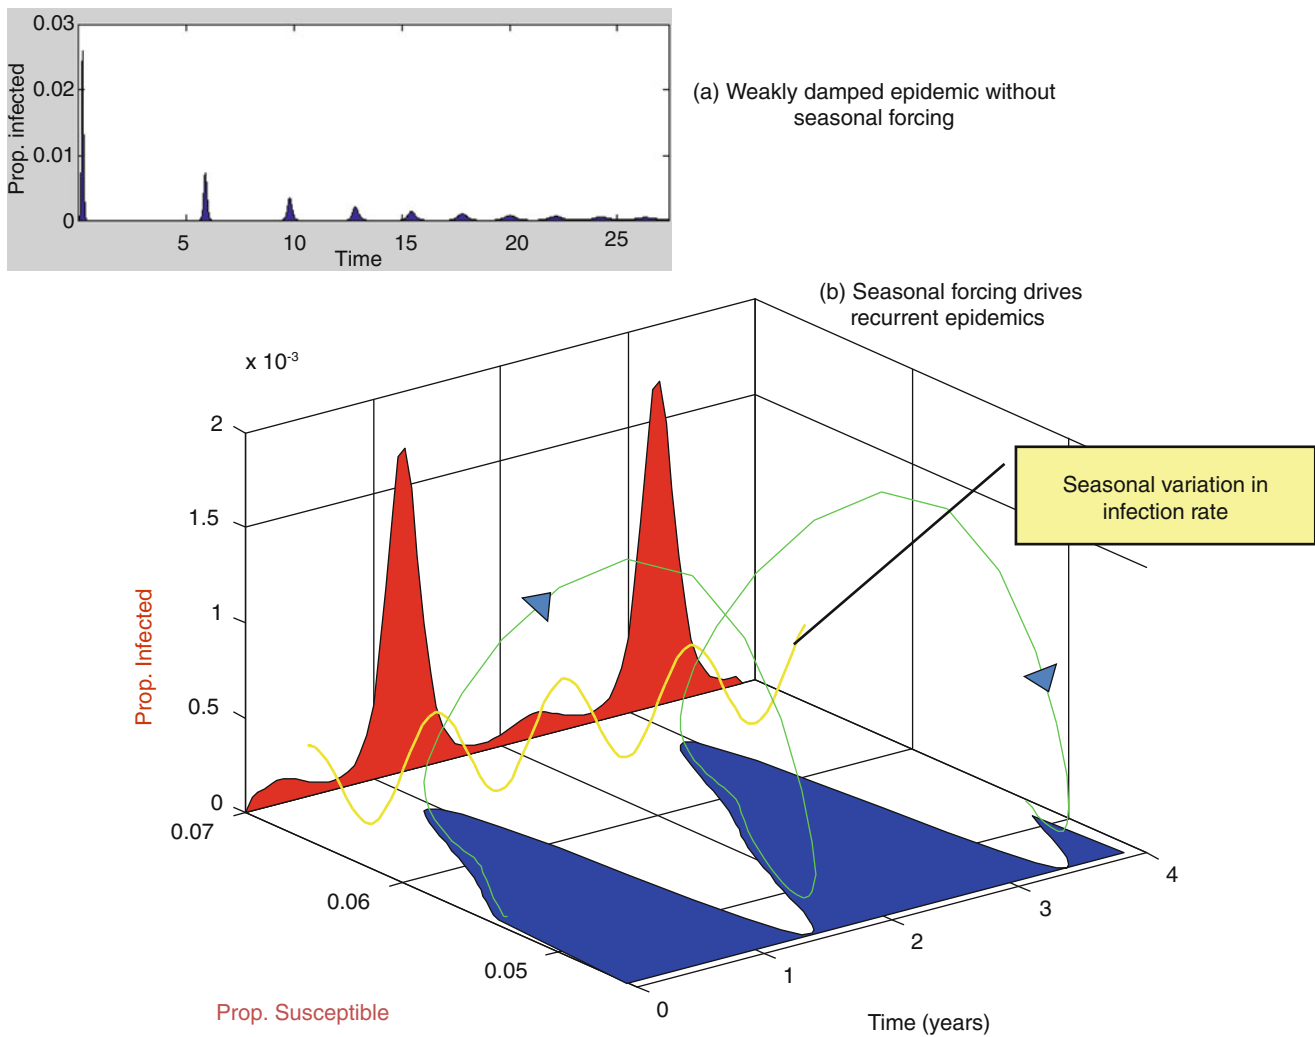 0.03
0.02
0.01
0
Prop. infected
5
10
15
20
25
Time
(a) Weakly damped epidemic without
seasonal forcing
(b) Seasonal forcing drives
recurrent epidemics
x 10-3
2
1.5
1
0.5
0
Prop. Infected
Seasonal variation in
infection rate
0.07
0.06
0.05
Prop. Susceptible
0
1
2
3
4
Time (years)